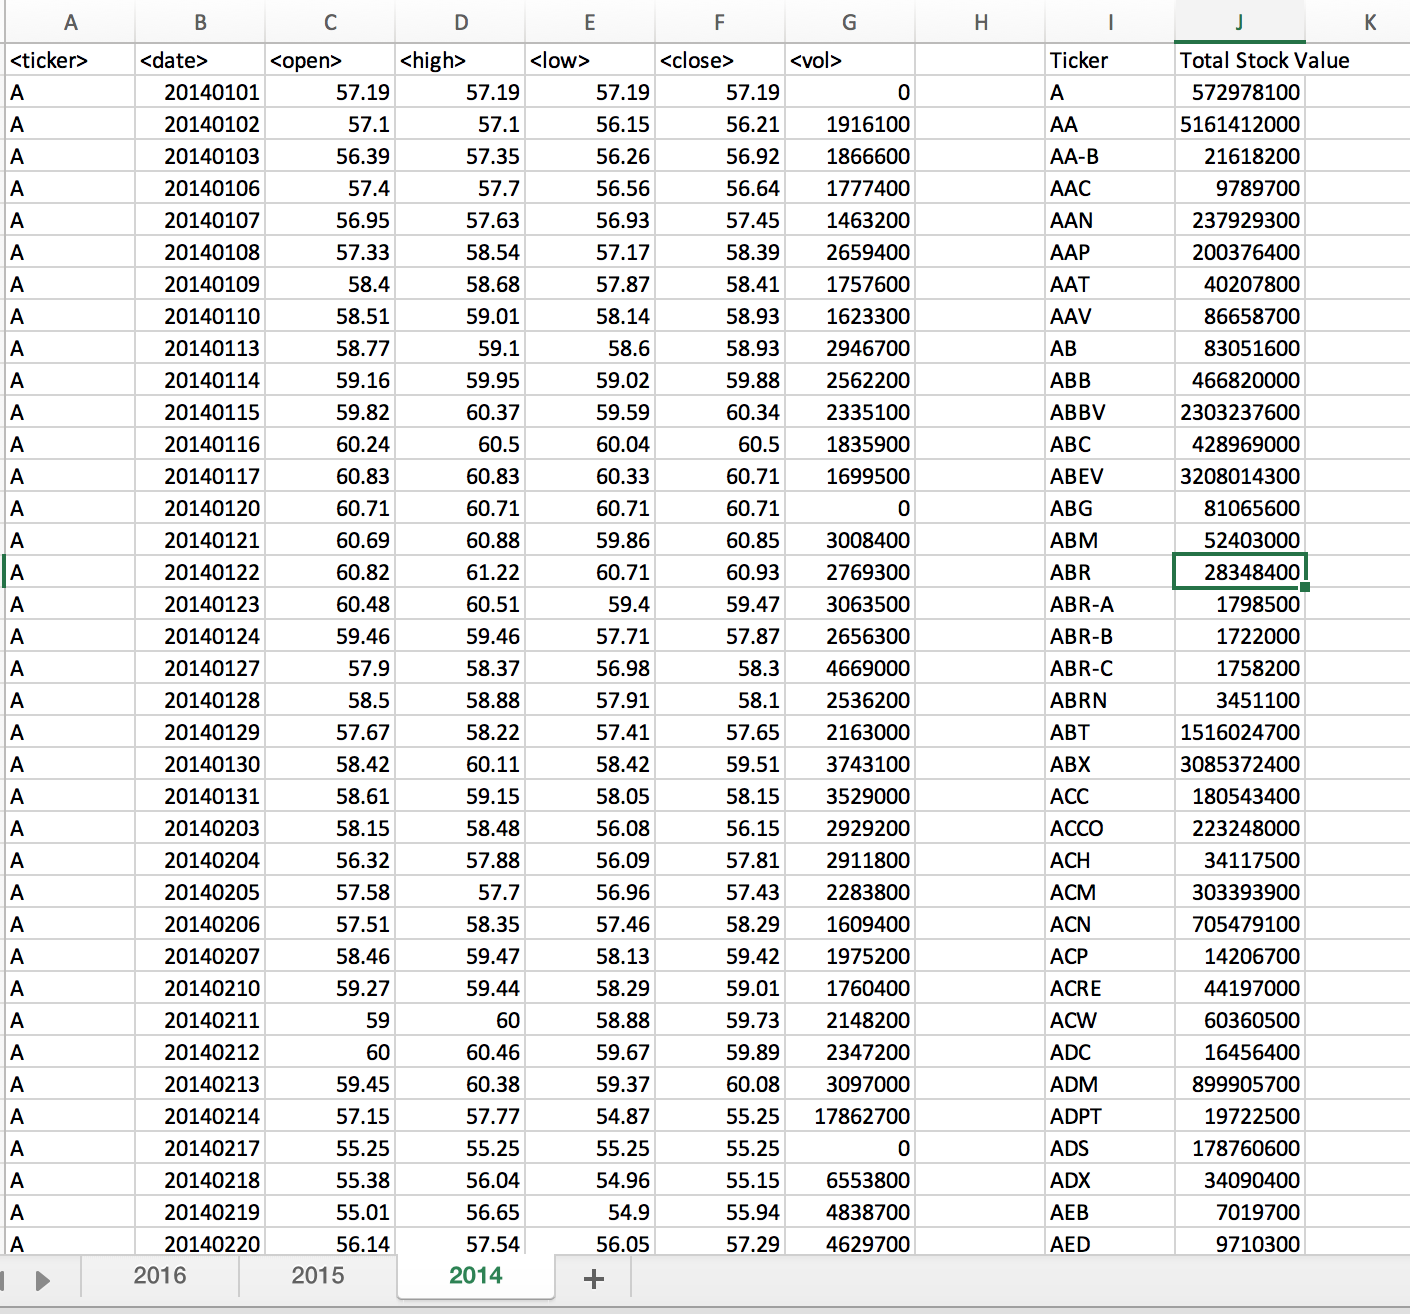 A B C D E F G H I J K
<ticker> <date> <open> <high> <low> <close> <vol> Ticker Total Stock Value
A 20140101 57.19 57.19 57.19 57.19 0 A 572978100
A 20140102 57.1 57.1 56.15 56.21 1916100 AA 5161412000
A 20140103 56.39 57.35 56.26 56.92 1866600 AA-B 21618200
A 20140106 57.4 57.7 56.56 56.64 1777400 AAC 9789700
A 20140107 56.95 57.63 56.93 57.45 1463200 AAN 237929300
A 20140108 57.33 58.54 57.17 58.39 2659400 AAP 200376400
A 20140109 58.4 58.68 57.87 58.41 1757600 AAT 40207800
A 20140110 58.51 59.01 58.14 58.93 1623300 AAV 86658700
A 20140113 58.77 59.1 58.6 58.93 2946700 AB 83051600
A 20140114 59.16 59.95 59.02 59.88 2562200 ABB 466820000
A 20140115 59.82 60.37 59.59 60.34 2335100 ABBV 2303237600
A 20140116 60.24 60.5 60.04 60.5 1835900 ABC 428969000
A 20140117 60.83 60.83 60.33 60.71 1699500 ABEV 3208014300
A 20140120 60.71 60.71 60.71 60.71 0 ABG 81065600
A 20140121 60.69 60.88 59.86 60.85 3008400 ABM 52403000
A 20140122 60.82 61.22 60.71 60.93 2769300 ABR 28348400
A 20140123 60.48 60.51 59.4 59.47 3063500 ABR-A 1798500
A 20140124 59.46 59.46 57.71 57.87 2656300 ABR-B 1722000
A 20140127 57.9 58.37 56.98 58.3 4669000 ABR-C 1758200
A 20140128 58.5 58.88 57.91 58.1 2536200 ABRN 3451100
A 20140129 57.67 58.22 57.41 57.65 2163000 ABT 1516024700
A 20140130 58.42 60.11 58.42 59.51 3743100 ABX 3085372400
A 20140131 58.61 59.15 58.05 58.15 3529000 ACC 180543400
A 20140203 58.15 58.48 56.08 56.15 2929200 ACCO 223248000
A 20140204 56.32 57.88 56.09 57.81 2911800 ACH 34117500
A 20140205 57.58 57.7 56.96 57.43 2283800 ACM 303393900
A 20140206 57.51 58.35 57.46 58.29 1609400 ACN 705479100
A 20140207 58.46 59.47 58.13 59.42 1975200 ACP 14206700
A 20140210 59.27 59.44 58.29 59.01 1760400 ACRE 44197000
A 20140211 59 60 58.88 59.73 2148200 ACW 60360500
A 20140212 60 60.46 59.67 59.89 2347200 ADC 16456400
A 20140213 59.45 60.38 59.37 60.08 3097000 ADM 899905700
A 20140214 57.15 57.77 54.87 55.25 17862700 ADPT 19722500
A 20140217 55.25 55.25 55.25 55.25 0 ADS 178760600
A 20140218 55.38 56.04 54.96 55.15 6553800 ADX 34090400
A 20140219 55.01 56.65 54.9 55.94 4838700 AEB 7019700
A 20140220 56.14 57.54 56.05 57.29 4629700 AED 9710300
2016 2015 2014 +